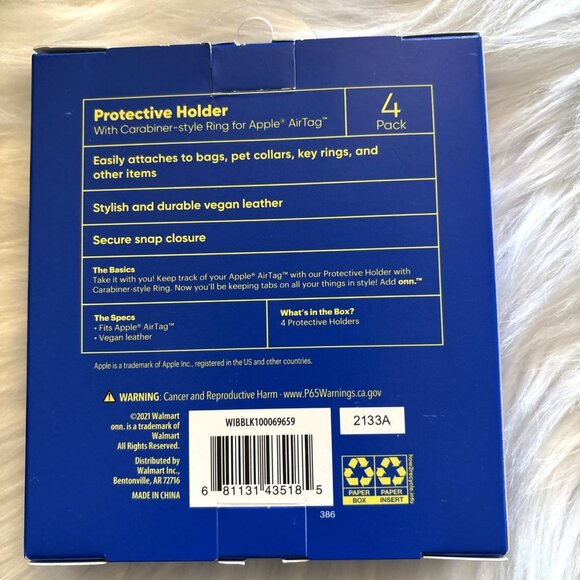 Protective Holder
With Carabiner-style Ring for Apple® AirTag™
4
Pack
Easily attaches to bags, pet collars, key rings, and
other items
Stylish and durable vegan leather
Secure snap closure
The Basics
Take it with you! Keep track of your Apple® AirTag™ with our Protective Holder with
Carabiner-style Ring. Now you'll be keeping tabs on all your things in style! Add onn.™
The Specs
• Fits Apple® AirTag™
• Vegan leather
What's in the Box?
4 Protective Holders
Apple is a trademark of Apple Inc., registered in the US and other countries.
WARNING: Cancer and Reproductive Harm - www.P65Warnings.ca.gov
©2021 Walmart
onn. is a trademark of
Walmart
All Rights Reserved.
Distributed by
Walmart Inc.,
Bentonville, AR 72716
MADE IN CHINA
WIBBLK100069659
6 81131 43518 5
386
2133A
PAPER
BOX
PAPER
INSERT
how2recycle.info